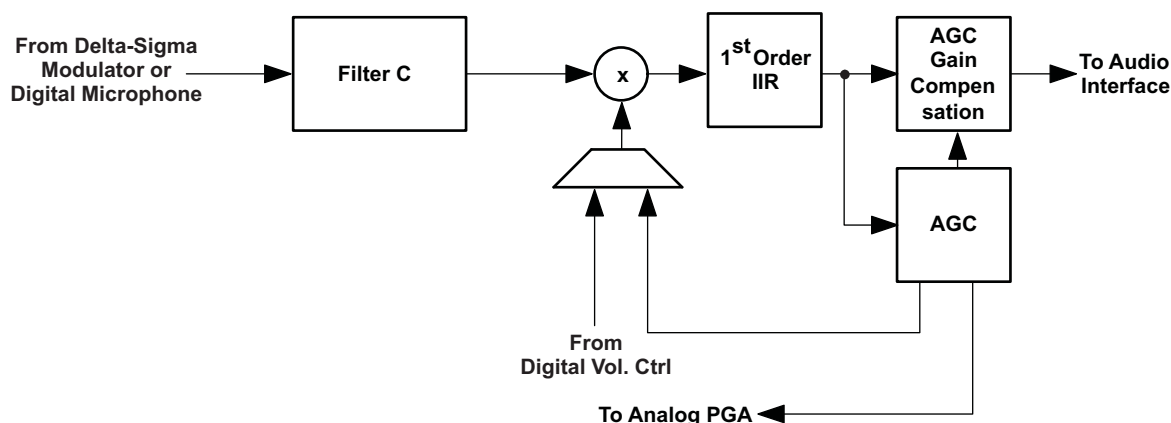 From Delta-Sigma
Modulator or
Digital Microphone
Filter C
x
1st Order
IIR
AGC
Gain
Compen
sation
To Audio
Interface
AGC
From
Digital Vol. Ctrl
To Analog PGA